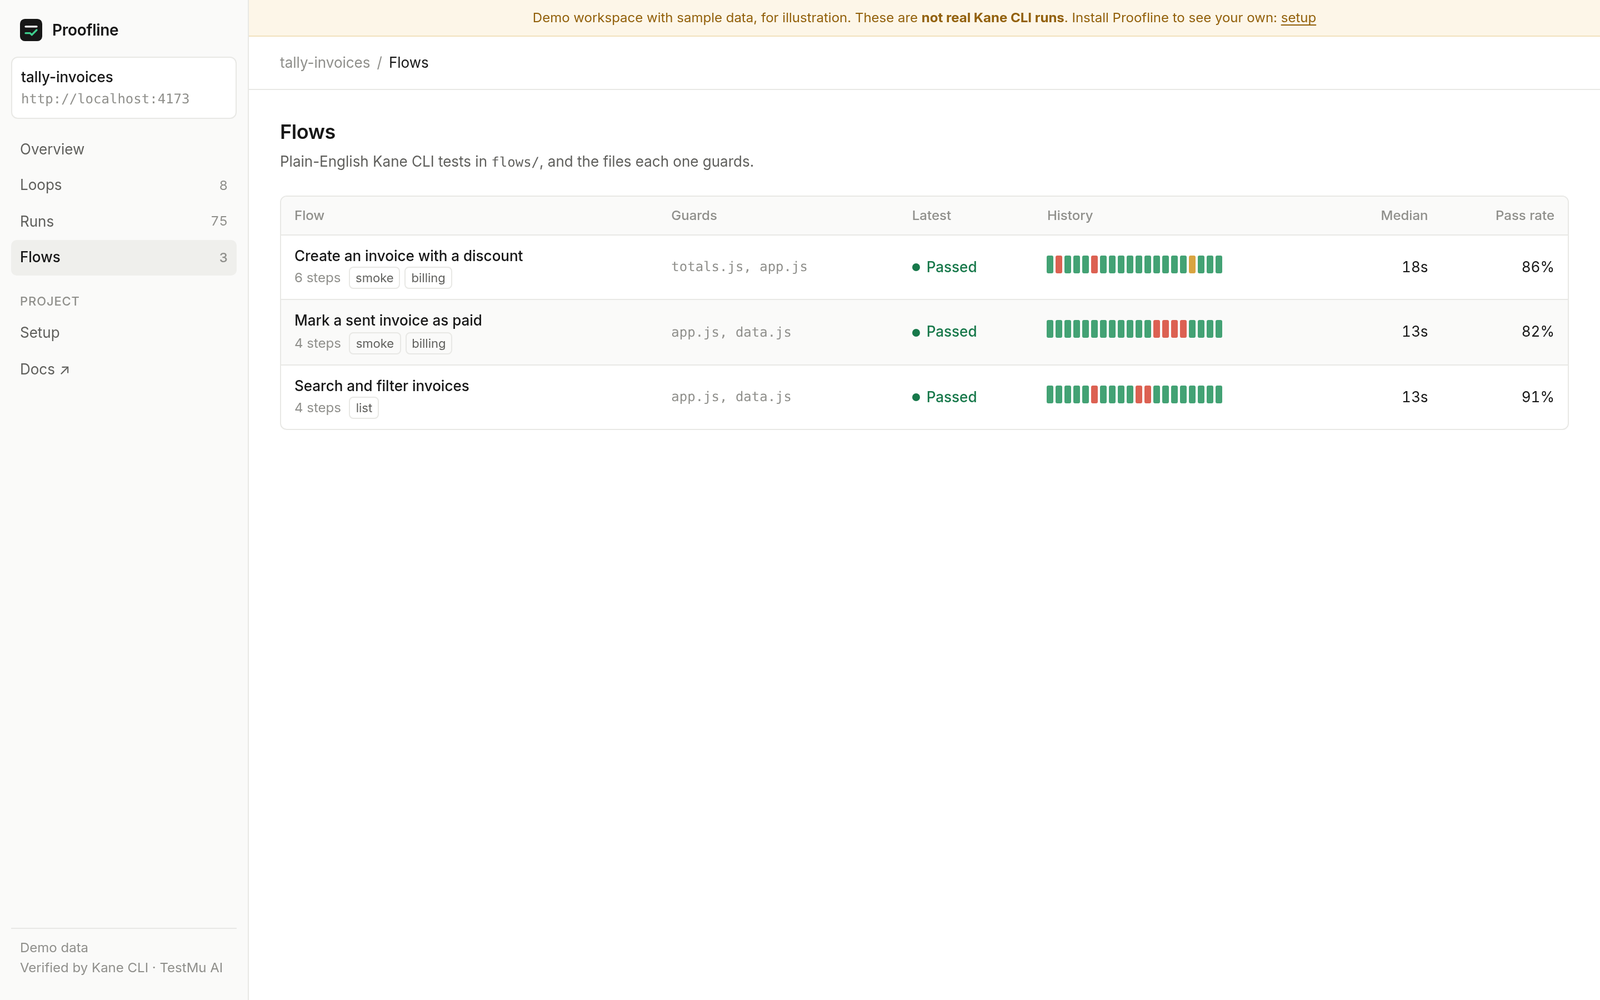 Proofline
tally-invoices
http://localhost:4173
Overview
Loops 8
Runs 75
Flows 3
PROJECT
Setup
Docs ↗
Demo data
Verified by Kane CLI · TestMu AI
Demo workspace with sample data, for illustration. These are not real Kane CLI runs. Install Proofline to see your own: setup
tally-invoices / Flows
Flows
Plain-English Kane CLI tests in flows/, and the files each one guards.
Flow Guards Latest History Median Pass rate
Create an invoice with a discount
6 steps smoke billing
totals.js, app.js Passed 18s 86%
Mark a sent invoice as paid
4 steps smoke billing
app.js, data.js Passed 13s 82%
Search and filter invoices
4 steps list
app.js, data.js Passed 13s 91%